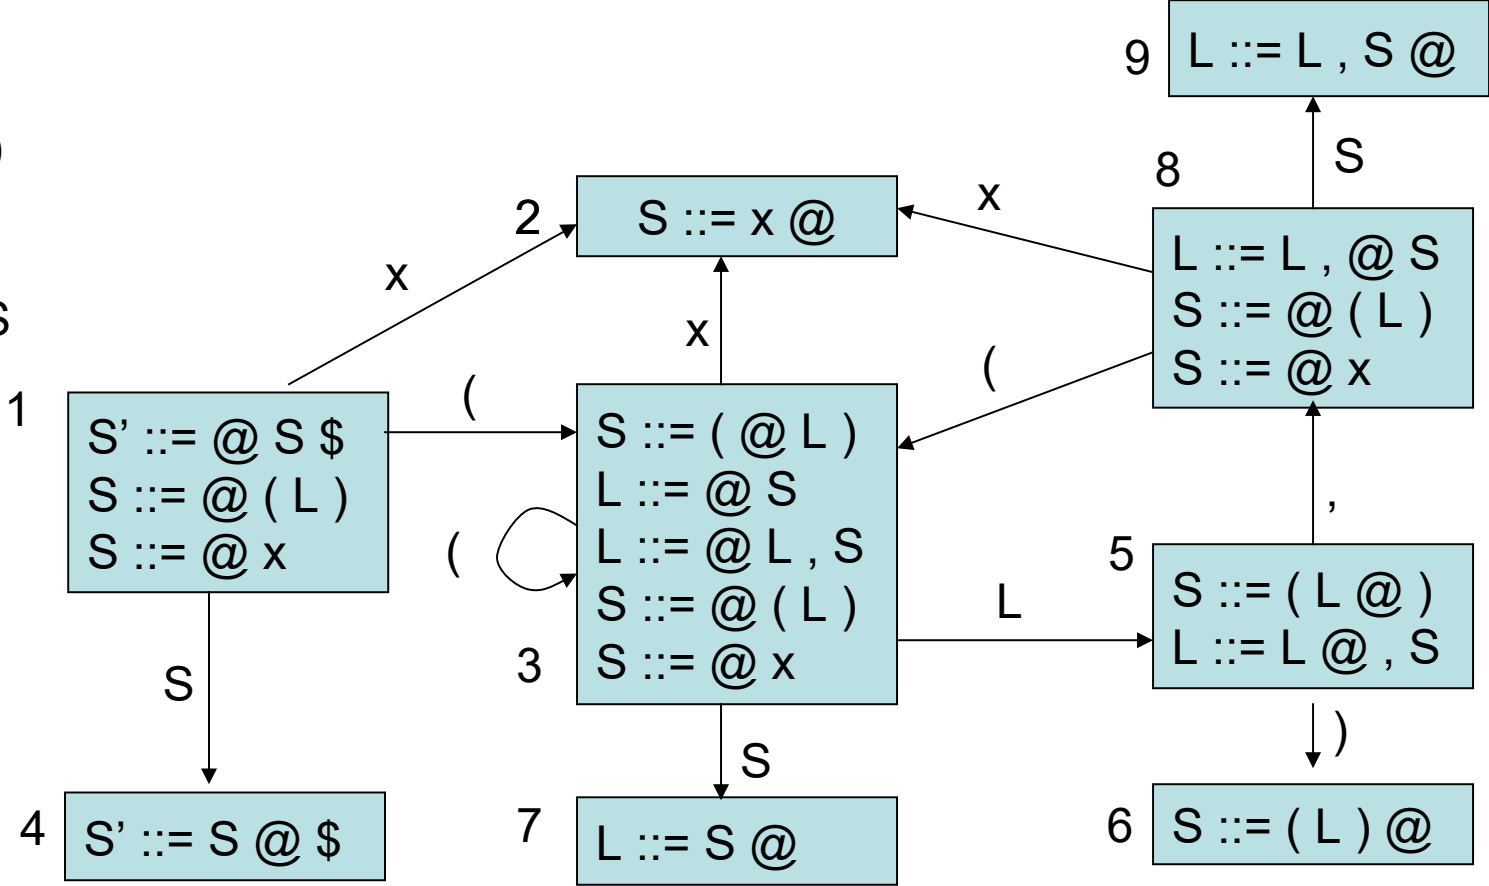 9
L ::= L , S @
)
S
8
2
S ::= x @
x
x
L ::= L , @ S
S ::= @ ( L )
S ::= @ x
S
x
(
(
1
S' ::= @ S $
S ::= @ ( L )
S ::= @ x
S ::= ( @ L )
L ::= @ S
L ::= @ L , S
S ::= @ ( L )
S ::= @ x
(
,
5
S ::= ( L @ )
L ::= L @ , S
L
3
S
S
)
4
S' ::= S @ $
7
L ::= S @
6
S ::= ( L ) @